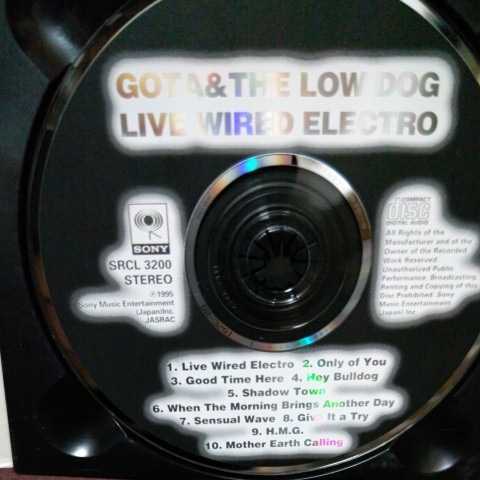 GOTA&THE LOW DOG
LIVE WIRED ELECTRO
SONY
SRCL 3200
STEREO
℗1995
Sony Music Entertainment
(Japan)Inc.
JASRAC
COMPACT
disc
DIGITAL AUDIO
All Rights of the
Manufacturer and of the
Owner of the Recorded
Work Reserved.
Unauthorized Public
Performance, Broadcasting,
Renting and Copying of this
Disc Prohibited. Sony
Music Entertainment
(Japan) Inc.
1. Live Wired Electro 2. Only of You
3. Good Time Here 4. Hey Bulldog
5. Shadow Town
6. When The Morning Brings Another Day
7. Sensual Wave 8. Give It a Try
9. H.M.G.
10. Mother Earth Calling